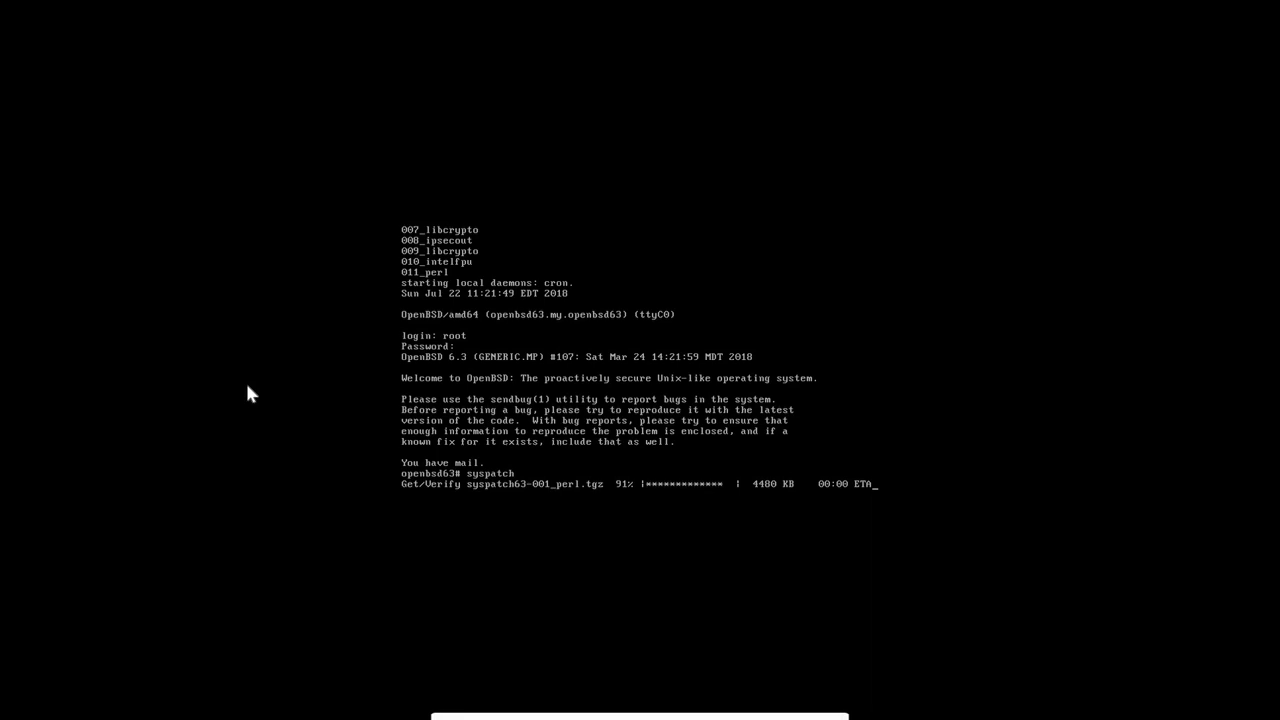 007_libcrypto
008_ipsecout
009_libcrypto
010_intelfpu
011_perl
starting local daemons: cron.
Sun Jul 22 11:21:49 EDT 2018
OpenBSD/amd64 (openbsd63.my.openbsd63) (ttyC0)
login: root
Password:
OpenBSD 6.3 (GENERIC.MP) #107: Sat Mar 24 14:21:59 MDT 2018
Welcome to OpenBSD: The proactively secure Unix-like operating system.
Please use the sendbug(1) utility to report bugs in the system.
Before reporting a bug, please try to reproduce it with the latest
version of the code.  With bug reports, please try to ensure that
enough information to reproduce the problem is enclosed, and if a
known fix for it exists, include that as well.
You have mail.
openbsd63# syspatch
Get/Verify syspatch63-001_perl.tgz  91% |*************  |  4480 KB    00:00 ETA_